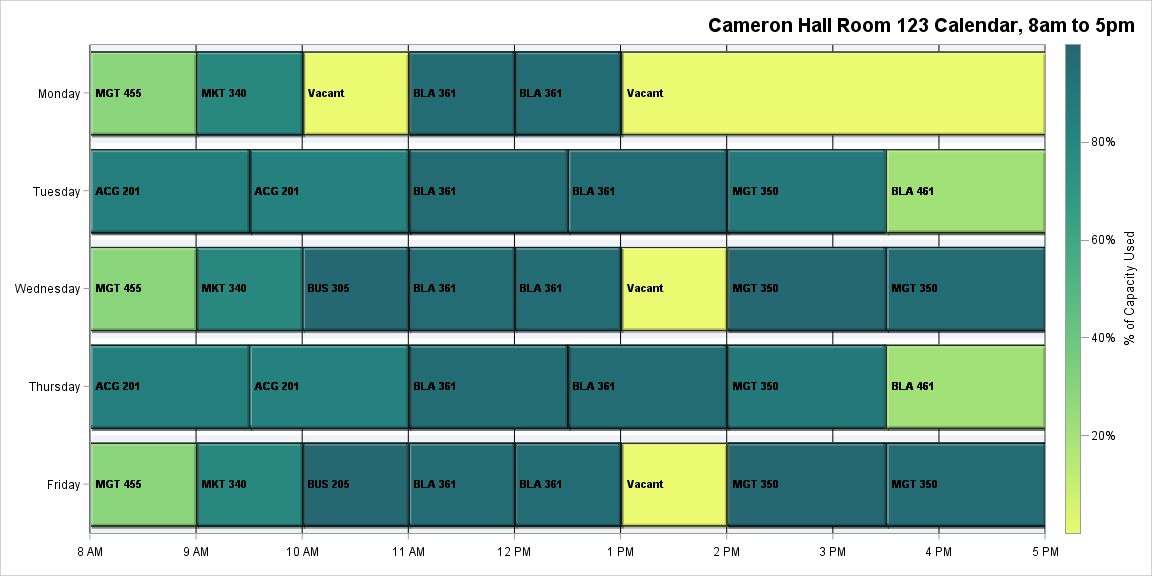 Cameron Hall Room 123 Calendar, 8am to 5pm
Monday
MGT 455
MKT 340
Vacant
BLA 361
BLA 361
Vacant
Tuesday
ACG 201
ACG 201
BLA 361
BLA 361
MGT 350
BLA 461
Wednesday
MGT 455
MKT 340
BUS 305
BLA 361
BLA 361
Vacant
MGT 350
MGT 350
Thursday
ACG 201
ACG 201
BLA 361
BLA 361
MGT 350
BLA 461
Friday
MGT 455
MKT 340
BUS 205
BLA 361
BLA 361
Vacant
MGT 350
MGT 350
8 AM
9 AM
10 AM
11 AM
12 PM
1 PM
2 PM
3 PM
4 PM
5 PM
80%
60%
40%
20%
% of Capacity Used